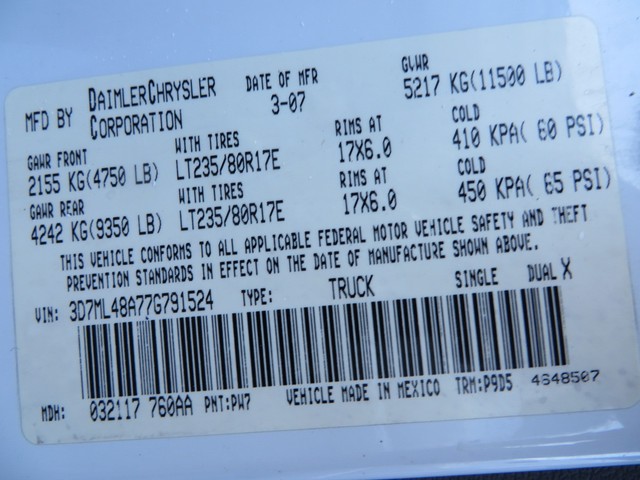 MFD BY DAIMLERCHRYSLER CORPORATION DATE OF MFR 3-07 GVWR 5217 KG(11500 LB)
GAWR FRONT WITH TIRES RIMS AT COLD
2155 KG(4750 LB) LT235/80R17E 17X6.0 410 KPA( 60 PSI)
GAWR REAR WITH TIRES RIMS AT COLD
4242 KG(9350 LB) LT235/80R17E 17X6.0 450 KPA( 65 PSI)
THIS VEHICLE CONFORMS TO ALL APPLICABLE FEDERAL MOTOR VEHICLE SAFETY AND THEFT
PREVENTION STANDARDS IN EFFECT ON THE DATE OF MANUFACTURE SHOWN ABOVE.
VIN: 3D7ML48A77G791524 TYPE: TRUCK SINGLE DUAL X
MDH: 032117 760AA PNT:PW7 VEHICLE MADE IN MEXICO TRM:P9D5 4648507